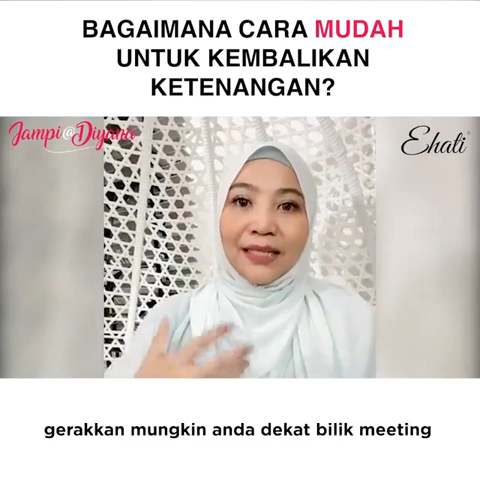 BAGAIMANA CARA MUDAH
UNTUK KEMBALIKAN
KETENANGAN?
Jampi@Diyana
Ehati
gerakkan mungkin anda dekat bilik meeting